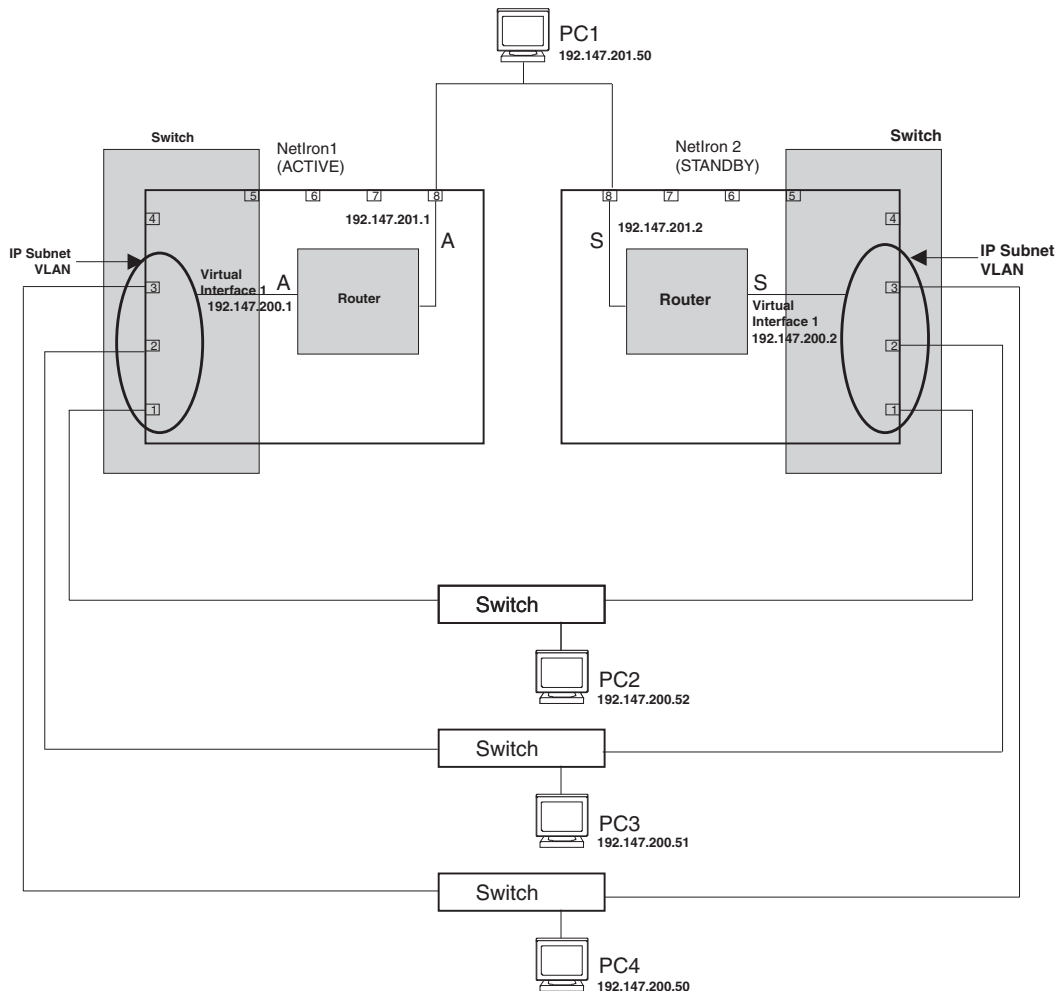 PC1
192.147.201.50
Switch
NetIron1
(ACTIVE)
NetIron 2
(STANDBY)
Switch
5
6
7
8
8
7
6
5
4
192.147.201.1
A
S
192.147.201.2
4
IP Subnet
VLAN
IP Subnet
VLAN
3
Virtual
Interface 1
192.147.200.1
A
Router
Router
S
Virtual
Interface 1
192.147.200.2
3
2
2
1
1
Switch
PC2
192.147.200.52
Switch
PC3
192.147.200.51
Switch
PC4
192.147.200.50